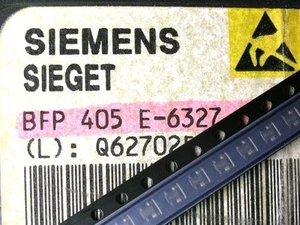 SIEMENS
SIEGET
BFP 405 E-6327
(L): Q62702